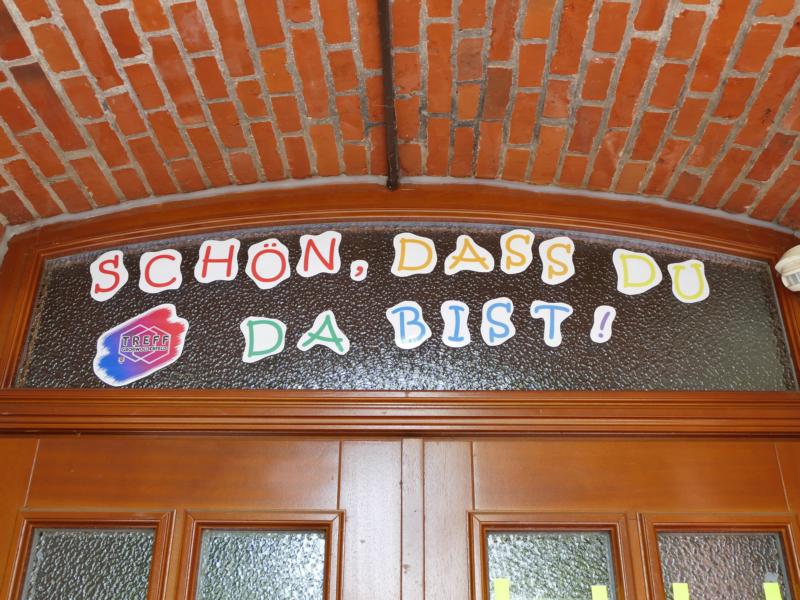 SCHÖN, DASS DU
DA BIST!
TREFF